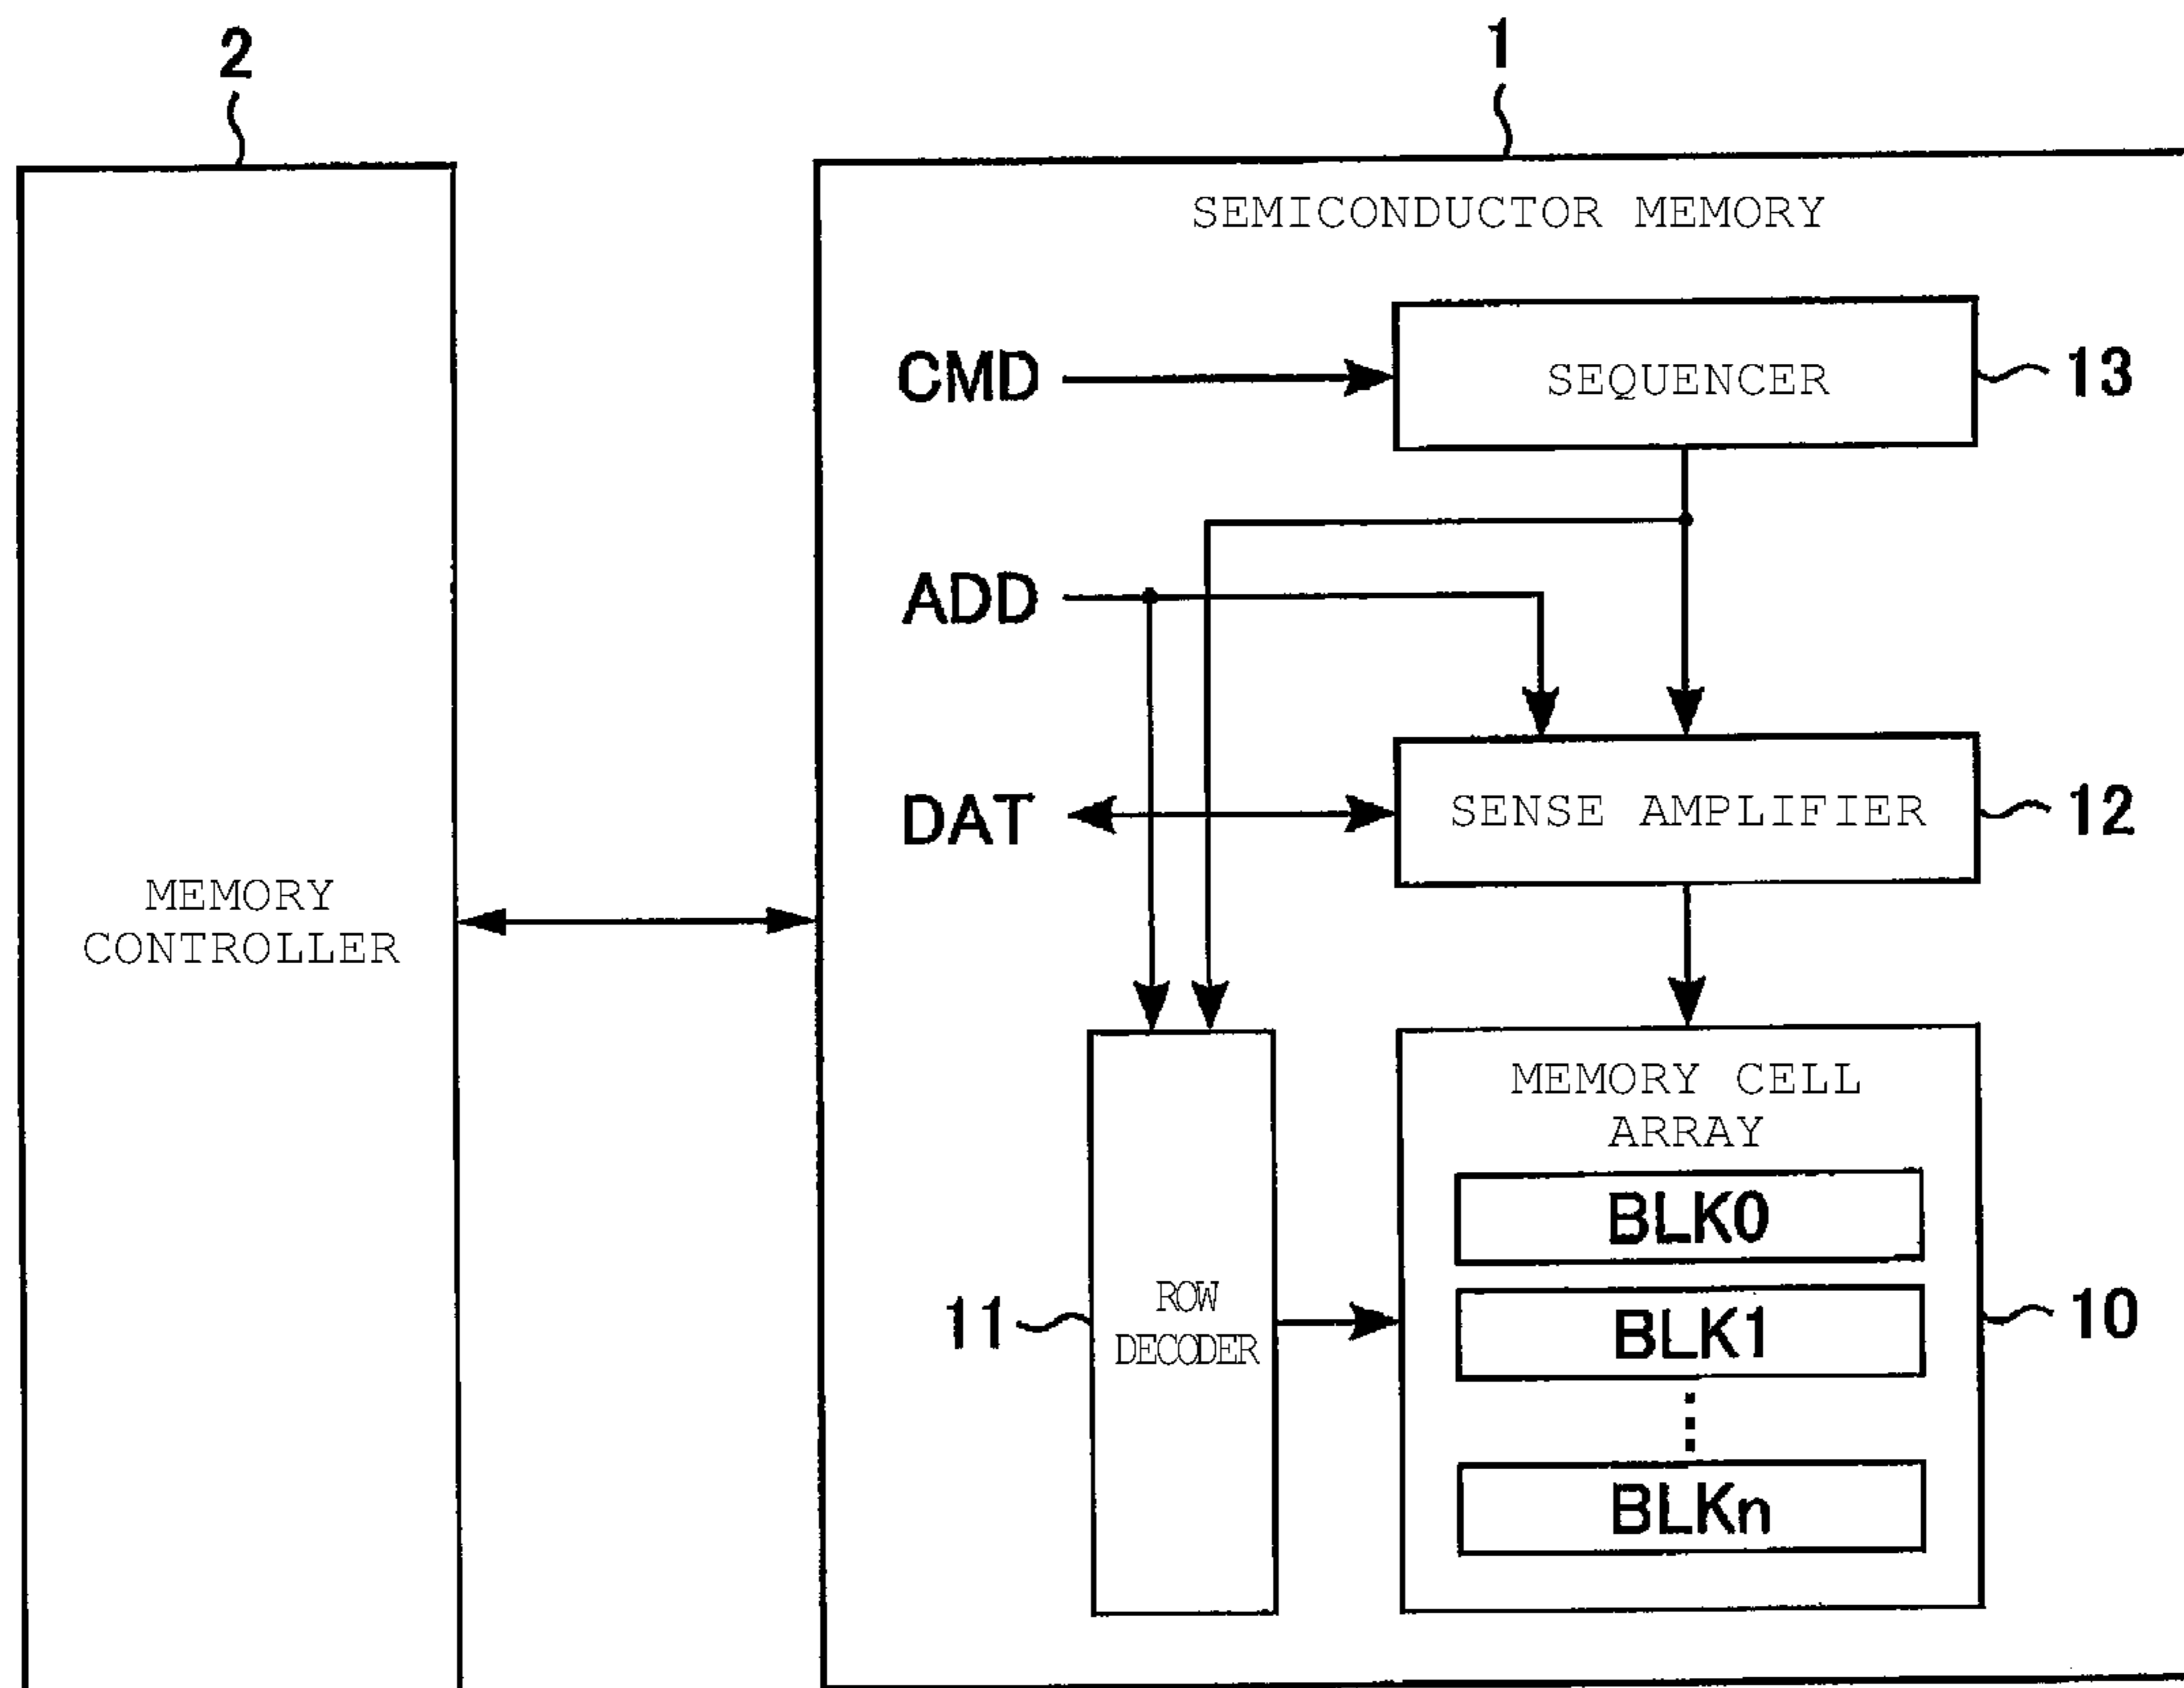 2
1
SEMICONDUCTOR MEMORY
CMD
SEQUENCER
13
ADD
DAT
SENSE AMPLIFIER
12
MEMORY
CONTROLLER
MEMORY CELL
ARRAY
BLK0
11
ROW
DECODER
BLK1
10
BLKn